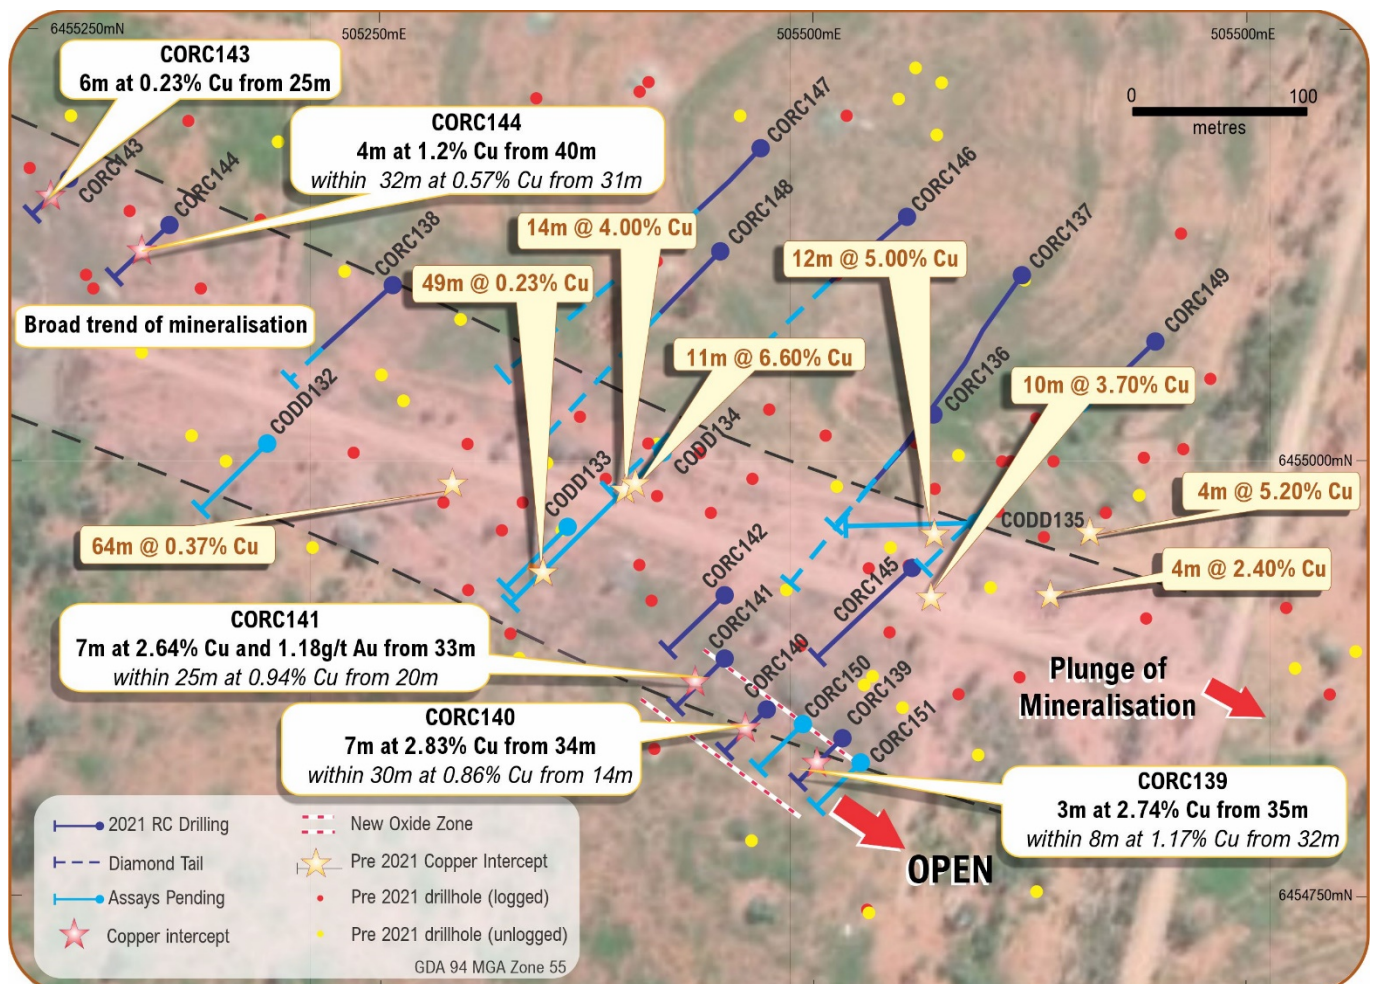 6455250mN
505250mE
505500mE
505500mE
CORC143
6m at 0.23% Cu from 25m
CORC144
4m at 1.2% Cu from 40m
within 32m at 0.57% Cu from 31m
0
100
metres
CORC147
CORC143
CORC144
CORC146
CORC148
CORC138
CORC137
14m @ 4.00% Cu
12m @ 5.00% Cu
49m @ 0.23% Cu
CORC149
Broad trend of mineralisation
11m @ 6.60% Cu
CORC136
10m @ 3.70% Cu
CODD132
CODD134
CODD133
6455000mN
4m @ 5.20% Cu
CODD135
64m @ 0.37% Cu
CORC142
CORC145
4m @ 2.40% Cu
CORC141
7m at 2.64% Cu and 1.18g/t Au from 33m
within 25m at 0.94% Cu from 20m
CORC141
CORC140
CORC150
CORC139
CORC151
Plunge of
Mineralisation
CORC140
7m at 2.83% Cu from 34m
within 30m at 0.86% Cu from 14m
CORC139
3m at 2.74% Cu from 35m
within 8m at 1.17% Cu from 32m
OPEN
6454750mN
2021 RC Drilling
Diamond Tail
Assays Pending
Copper intercept
New Oxide Zone
Pre 2021 Copper Intercept
Pre 2021 drillhole (logged)
Pre 2021 drillhole (unlogged)
GDA 94 MGA Zone 55